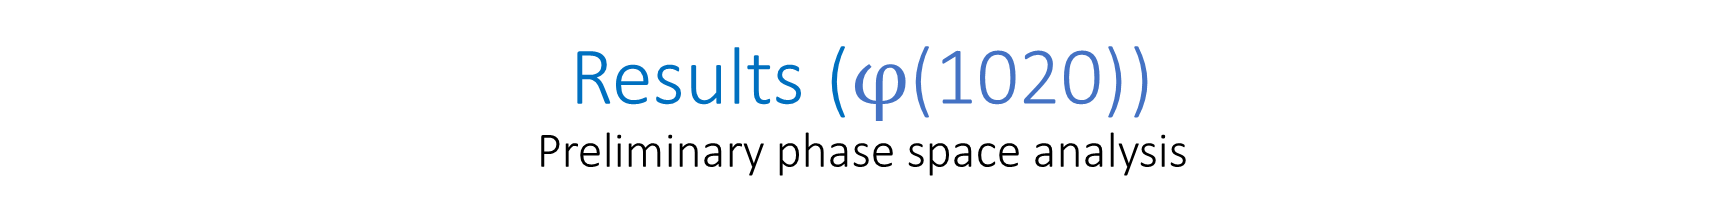 Results (φ(1020))
Preliminary phase space analysis